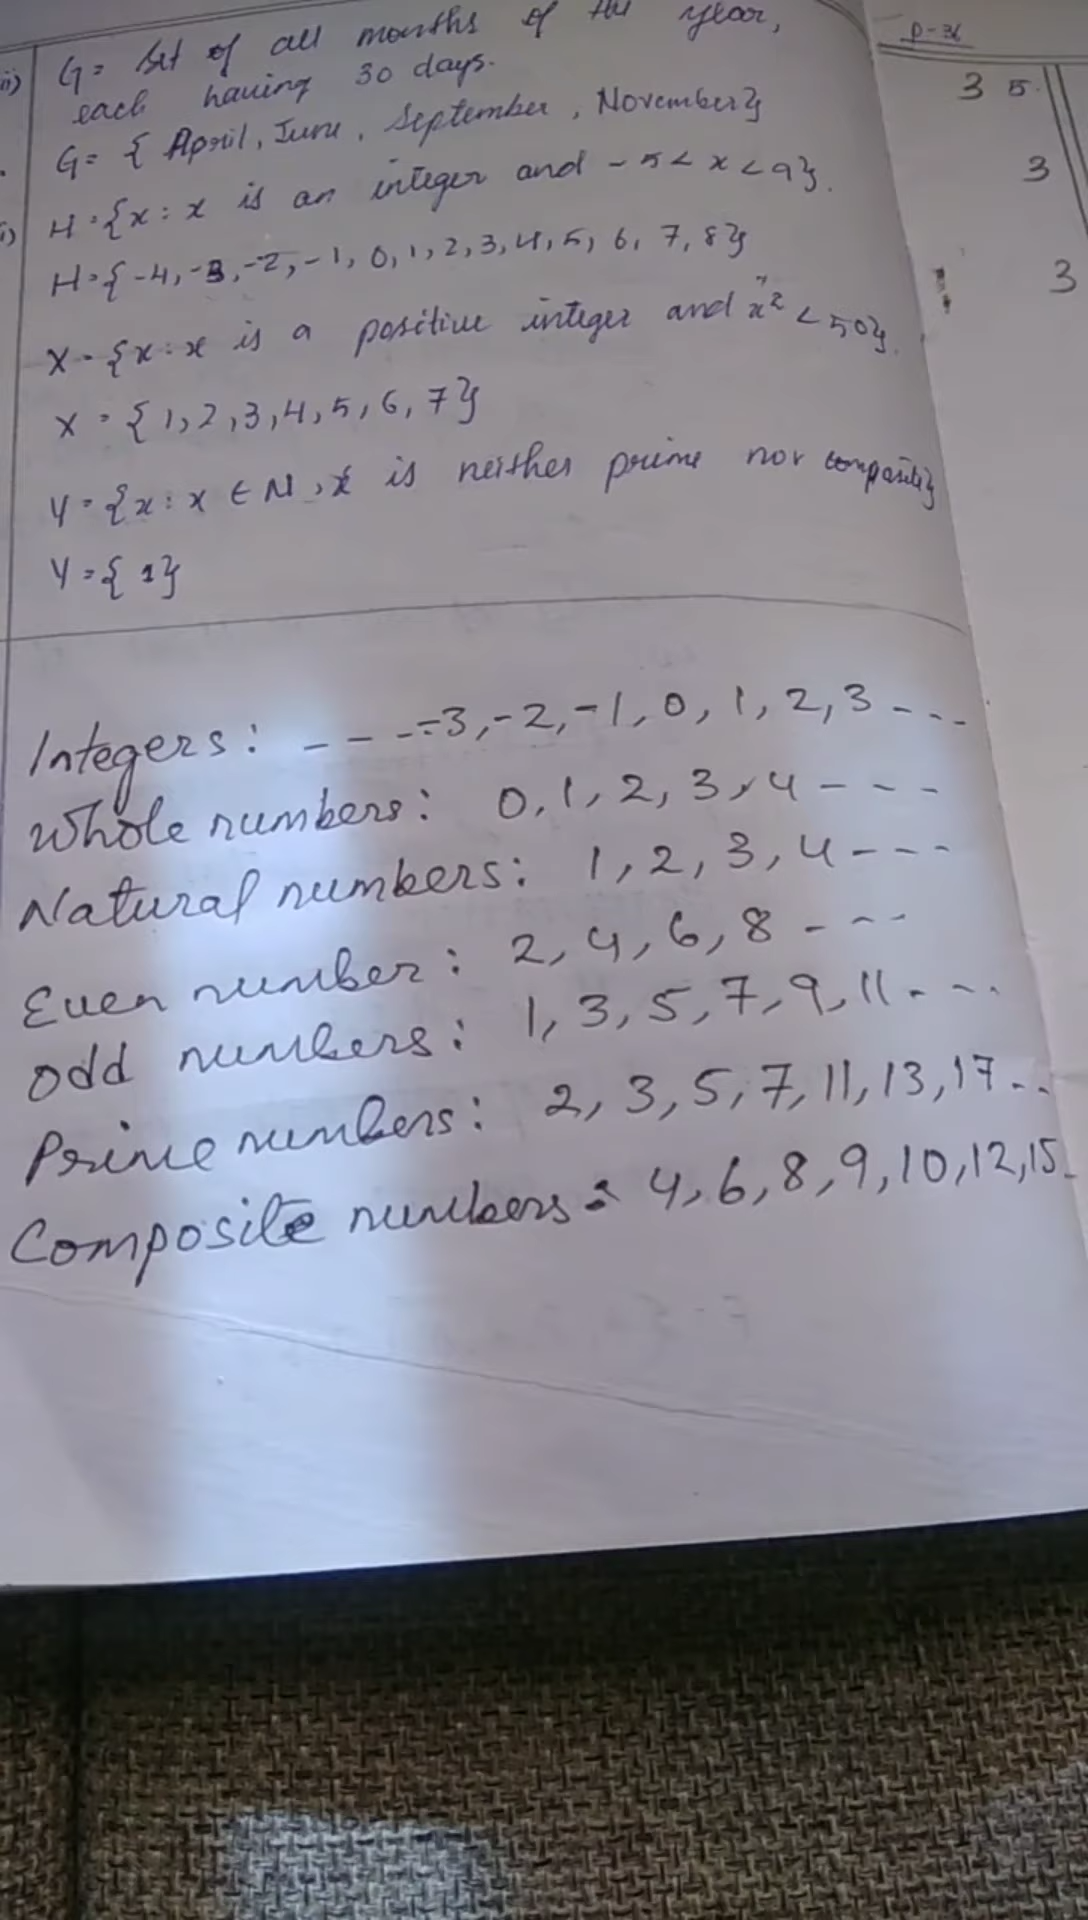 ii) G= Set of all months of the year,
each having 30 days.
G= { April, June, September, November}
i) H={x:x is an integer and -5<x<9}.
H={-4,-3,-2,-1,0,1,2,3,4,5,6,7,8}
X={x:x is a positive integer and x²<50}.
X={1,2,3,4,5,6,7}
Y={x:x∈N,x is neither prime nor composite}
Y={1}
Integers: ----3,-2,-1,0,1,2,3---
Whole numbers: 0,1,2,3,4---
Natural numbers: 1,2,3,4---
Even number: 2,4,6,8---
Odd numbers: 1,3,5,7,9,11---
Prime numbers: 2,3,5,7,11,13,17--
Composite numbers: 4,6,8,9,10,12,15-
P-36
3 5.
3
3